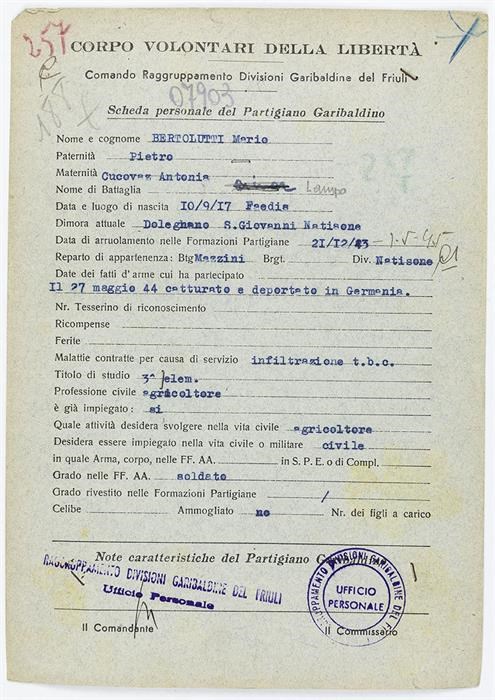 257
CORPO VOLONTARI DELLA LIBERTÀ
Comando Raggruppamento Divisioni Garibaldine del Friuli
188
07903
Scheda personale del Partigiano Garibaldino
Nome e cognome BERTOLUTTI Mario
Paternità Pietro
Maternità Cucovaz Antonia
Nome di Battaglia Lampo
Data e luogo di nascita 10/9/17 Faedia
Dimora attuale Doleghano S.Giovanni Natisone
Data di arruolamento nelle Formazioni Partigiane 21/12/43
Reparto di appartenenza: Btg Mazzini Brgt. Div. Natisone
Date dei fatti d'arme cui ha partecipato
Il 27 maggio 44 catturato e deportato in Germania.
Nr. Tesserino di riconoscimento
Ricompense
Ferite
Malattie contratte per causa di servizio infiltrazione t.b.c.
Titolo di studio 3^ elem.
Professione civile agricoltore
è già impiegato: si
Quale attività desidera svolgere nella vita civile agricoltore
Desidera essere impiegato nella vita civile o militare civile
in quale Arma, corpo, nelle FF. AA. in S. P. E. o di Compl.
Grado nelle FF. AA. soldato
Grado rivestito nelle Formazioni Partigiane /
Celibe Ammogliato no Nr. dei figli a carico
Note caratteristiche del Partigiano Garibaldino
RAGGRUPPAMENTO DIVISIONI GARIBALDINE DEL FRIULI
Ufficio Personale
RAGGRUPPAMENTO DIVISIONI GARIBALDINE DEL
UFFICIO
PERSONALE
Il Comandante Il Commissario